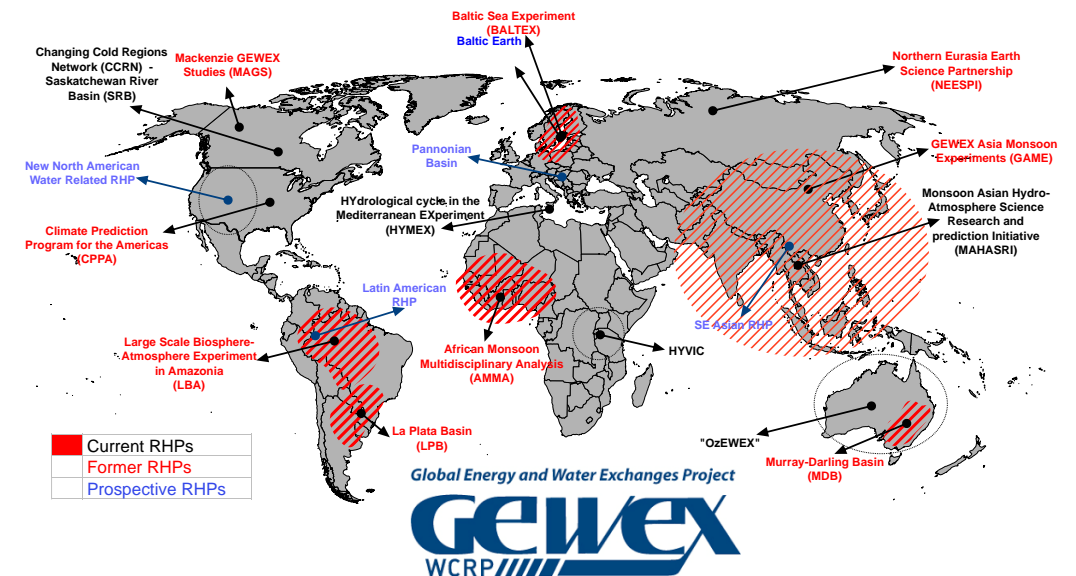 Baltic Sea Experiment
(BALTEX)
Baltic Earth
Changing Cold Regions
Network (CCRN)  -
Saskatchewan River
Basin (SRB)
Mackenzie GEWEX
Studies (MAGS)
Northern Eurasia Earth
Science Partnership
(NEESPI)
New North American
Water Related RHP
Pannonian
Basin
GEWEX Asia Monsoon
Experiments (GAME)
HYdrological cycle in the
Mediterranean EXperiment
(HYMEX)
Monsoon Asian Hydro-
Atmosphere Science
Research and
prediction Initiative
(MAHASRI)
Climate Prediction
Program for the Americas
(CPPA)
Latin American
RHP
SE Asian RHP
Large Scale Biosphere-
Atmosphere Experiment
in Amazonia
(LBA)
African Monsoon
Multidisciplinary Analysis
(AMMA)
HYVIC
La Plata Basin
(LPB)
"OzEWEX"
Murray-Darling Basin
(MDB)
Current RHPs
Former RHPs
Prospective RHPs
Global Energy and Water Exchanges Project
GEWEX
WCRP